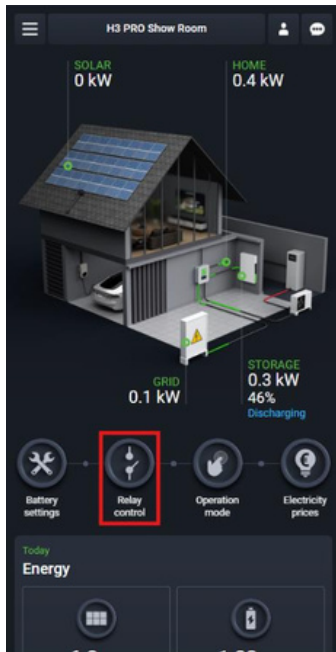 H3 PRO Show Room
SOLAR
0 kW
HOME
0.4 kW
GRID
0.1 kW
STORAGE
0.3 kW
46%
Discharging
Battery
settings
Relay
control
Operation
mode
Electricity
prices
Today
Energy